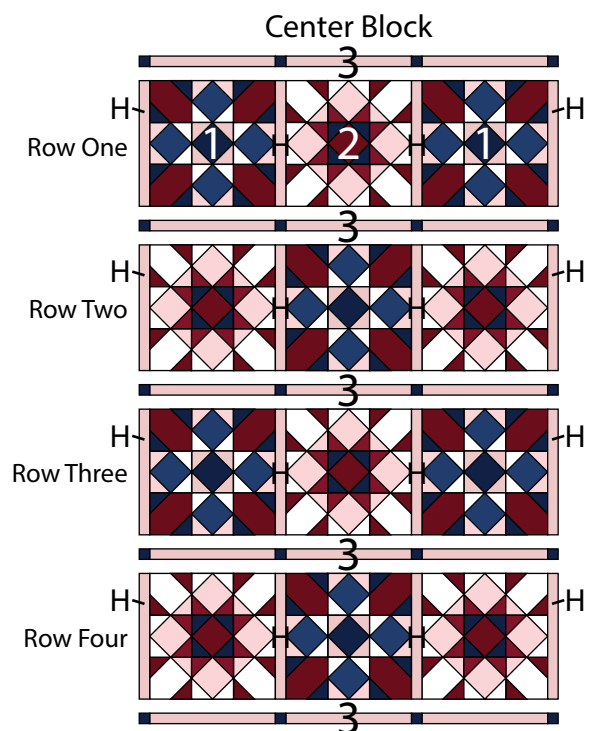 Center Block
3
H H
Row One 1 H 2 H 1
3
H H
Row Two H H
3
H H
Row Three H H
3
H H
Row Four H H
3